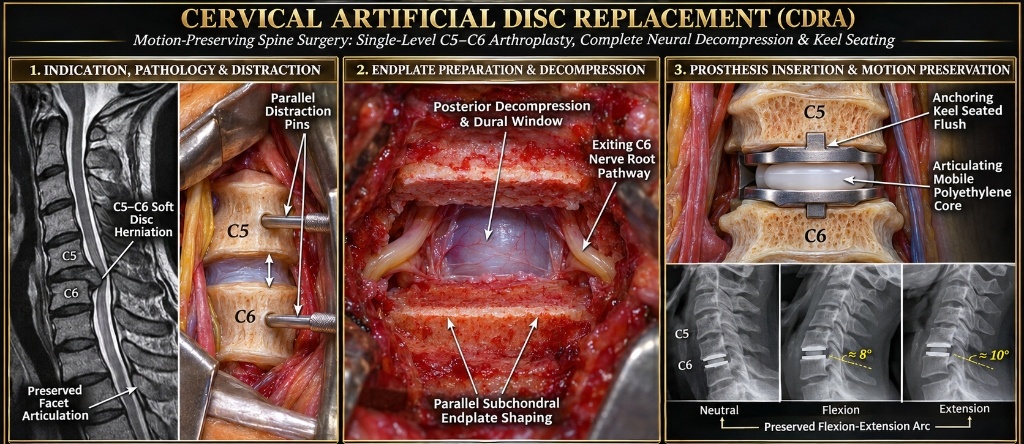 CERVICAL ARTIFICIAL DISC REPLACEMENT (CDRA)
Motion-Preserving Spine Surgery: Single-Level C5–C6 Arthroplasty, Complete Neural Decompression & Keel Seating
1. INDICATION, PATHOLOGY & DISTRACTION
Parallel
Distraction
Pins
C5–C6 Soft
Disc
Herniation
C5
C6
C5
C6
Preserved
Facet
Articulation
2. ENDPLATE PREPARATION & DECOMPRESSION
Posterior Decompression
& Dural Window
Exiting C6
Nerve Root
Pathway
Parallel Subchondral
Endplate Shaping
3. PROSTHESIS INSERTION & MOTION PRESERVATION
C5
Anchoring
Keel Seated
Flush
Articulating
Mobile
Polyethylene
Core
C6
C5
C6
≈ 8°
≈ 10°
Neutral
Flexion
Extension
Preserved Flexion-Extension Arc